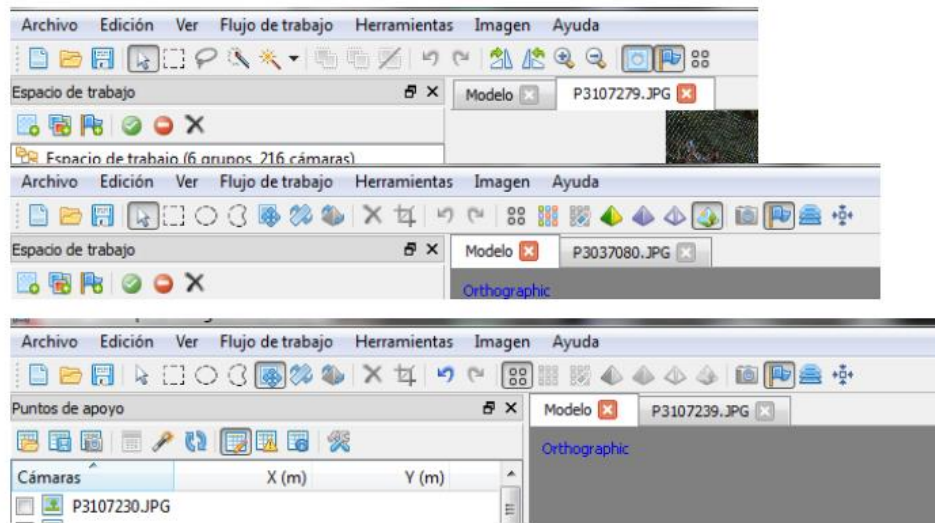 Archivo Edición Ver Flujo de trabajo Herramientas Imagen Ayuda
Espacio de trabajo Modelo P3107279.JPG
Espacio de trabajo (6 grupos, 216 cámaras)
Archivo Edición Ver Flujo de trabajo Herramientas Imagen Ayuda
Espacio de trabajo Modelo P3037080.JPG
Orthographic
Archivo Edición Ver Flujo de trabajo Herramientas Imagen Ayuda
Puntos de apoyo Modelo P3107239.JPG
Orthographic
Cámaras X (m) Y (m)
P3107230.JPG